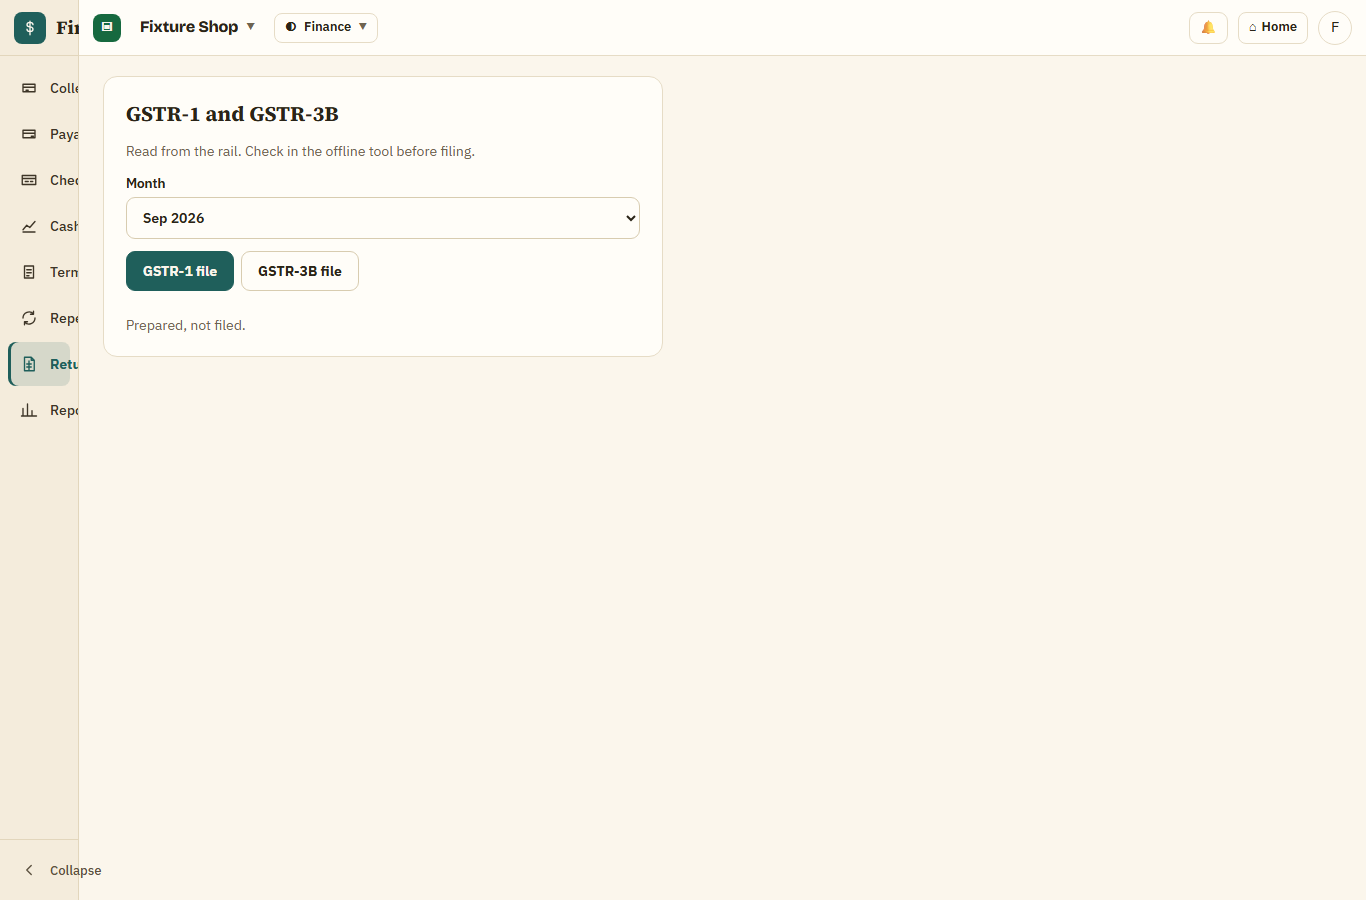 $ Fin
Fixture Shop ▼
Finance ▼
Home
F
Colle
Paya
Chec
Cash
Term
Repe
Retu
Repo
Collapse
GSTR-1 and GSTR-3B
Read from the rail. Check in the offline tool before filing.
Month
Sep 2026
GSTR-1 file
GSTR-3B file
Prepared, not filed.